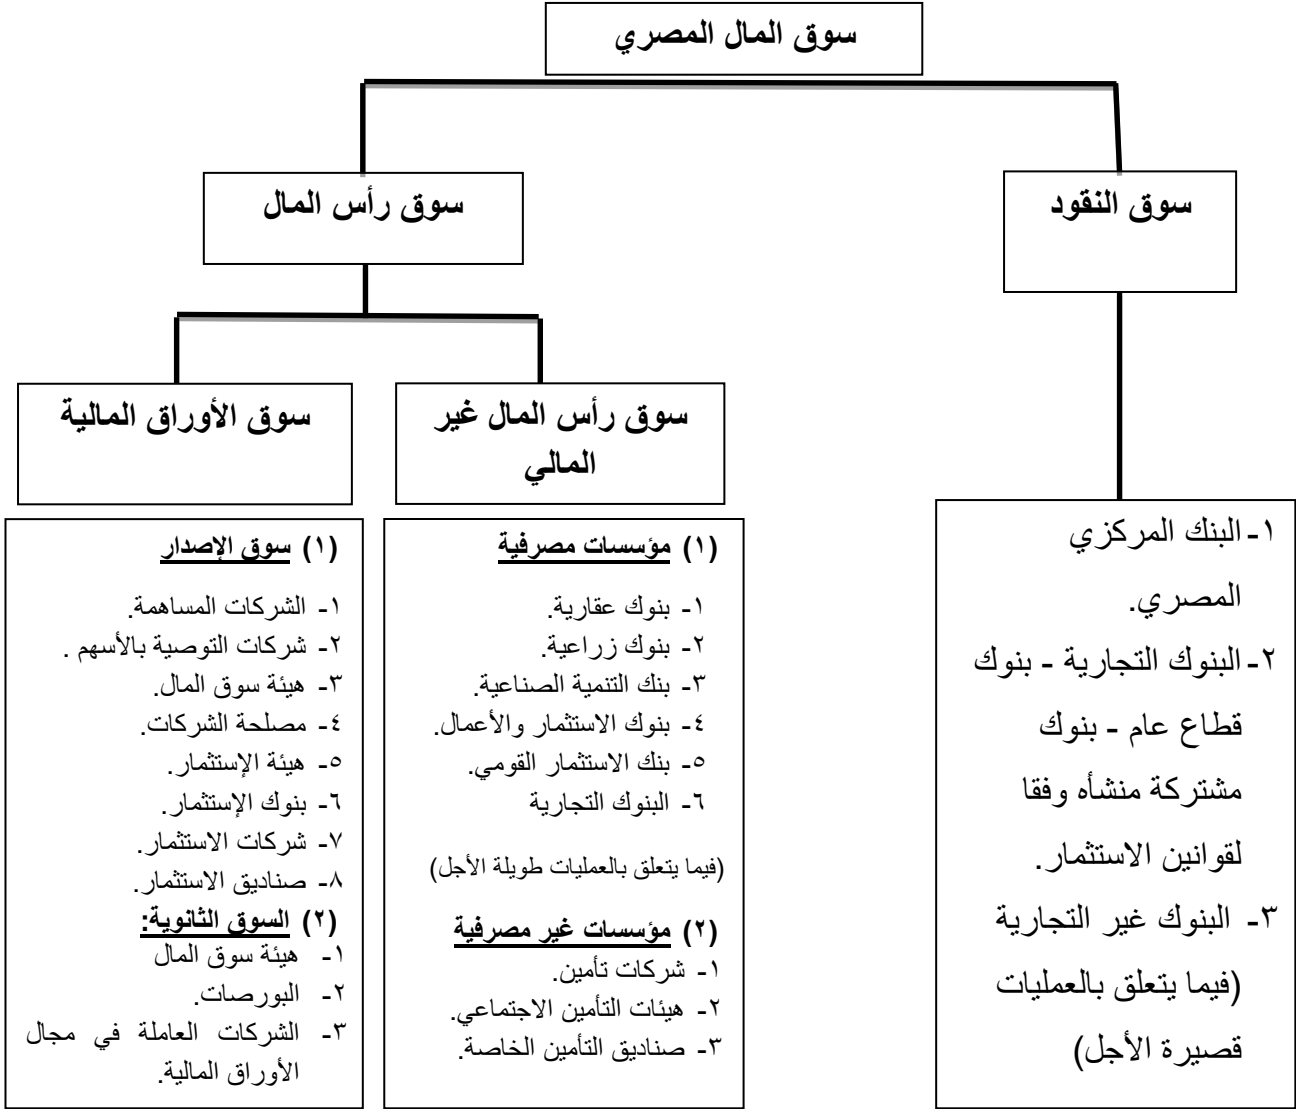 سوق المال المصري
سوق النقود
سوق رأس المال
سوق رأس المال غير
المالي
سوق الأوراق المالية
١- البنك المركزي
المصري.
٢- البنوك التجارية - بنوك
قطاع عام - بنوك
مشتركة منشأه وفقا
لقوانين الاستثمار.
٣- البنوك غير التجارية
(فيما يتعلق بالعمليات
قصيرة الأجل)
(١) مؤسسات مصرفية
١- بنوك عقارية.
٢- بنوك زراعية.
٣- بنك التنمية الصناعية.
٤- بنوك الاستثمار والأعمال.
٥- بنك الاستثمار القومي.
٦- البنوك التجارية
(فيما يتعلق بالعمليات طويلة الأجل)
(٢) مؤسسات غير مصرفية
١- شركات تأمين.
٢- هيئات التأمين الاجتماعي.
٣- صناديق التأمين الخاصة.
(١) سوق الإصدار
١- الشركات المساهمة.
٢- شركات التوصية بالأسهم .
٣- هيئة سوق المال.
٤- مصلحة الشركات.
٥- هيئة الإستثمار.
٦- بنوك الإستثمار.
٧- شركات الاستثمار.
٨- صناديق الاستثمار.
(٢) السوق الثانوية:
١- هيئة سوق المال
٢- البورصات.
٣- الشركات العاملة في مجال
الأوراق المالية.